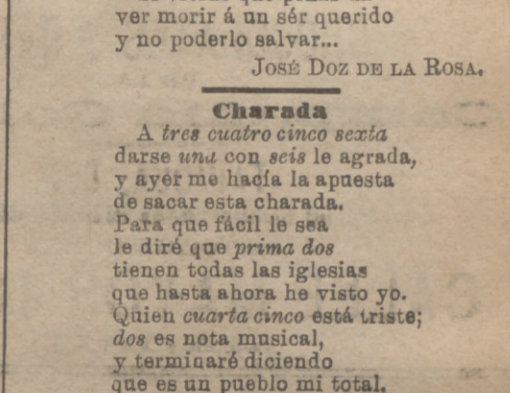 ver morir á un sér querido
y no poderlo salvar...
JOSÉ DOZ DE LA ROSA.
Charada
A tres cuatro cinco sexta
darse una con seis le agrada,
y ayer me hacía la apuesta
de sacar esta charada.
Para que fácil le sea
le diré que prima dos
tienen todas las iglesias
que hasta ahora he visto yo.
Quien cuarta cinco está triste;
dos es nota musical,
y terminaré diciendo
que es un pueblo mi total.